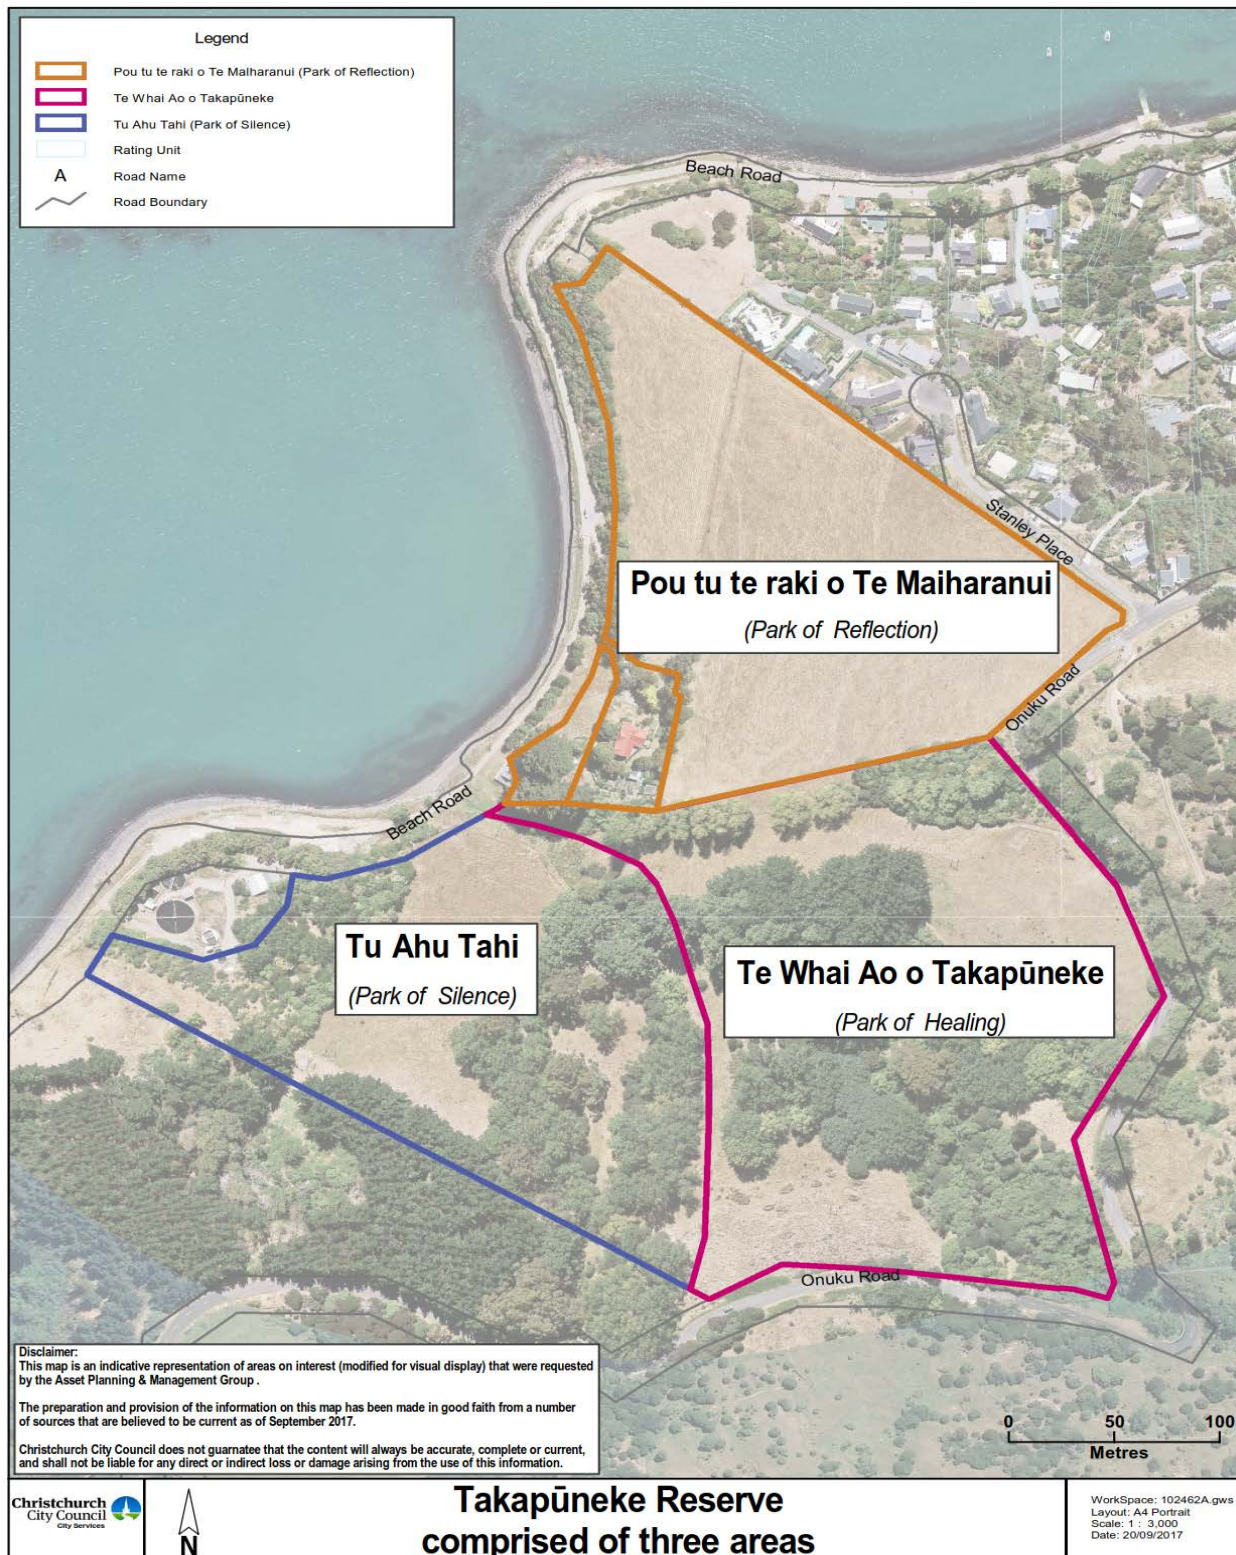 Legend
Pou tu te raki o Te Maiharanui (Park of Reflection)
Te Whai Ao o Takapūneke
Tu Ahu Tahi (Park of Silence)
Rating Unit
A Road Name
Road Boundary
Beach Road
Stanley Place
Pou tu te raki o Te Maiharanui
(Park of Reflection)
Onuku Road
Beach Road
Tu Ahu Tahi
(Park of Silence)
Te Whai Ao o Takapūneke
(Park of Healing)
Onuku Road
Disclaimer:
This map is an indicative representation of areas on interest (modified for visual display) that were requested
by the Asset Planning & Management Group .
The preparation and provision of the information on this map has been made in good faith from a number
of sources that are believed to be current as of September 2017.
Christchurch City Council does not guarnatee that the content will always be accurate, complete or current,
and shall not be liable for any direct or indirect loss or damage arising from the use of this information.
0 50 100
Metres
Christchurch
City Council
City Services
N
Takapūneke Reserve
comprised of three areas
WorkSpace: 102462A.gws
Layout: A4 Portrait
Scale: 1 : 3,000
Date: 20/09/2017